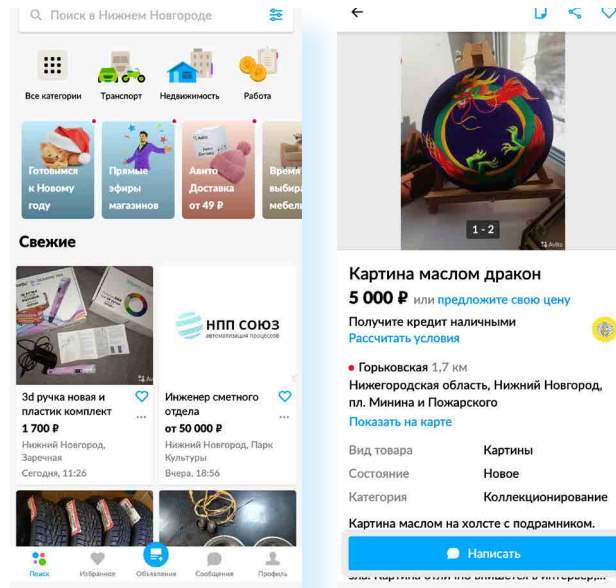 Поиск в Нижнем Новгороде
Все категории
Транспорт
Недвижимость
Работа
Готовимся
к Новому
году
Прямые
эфиры
магазинов
Авито
Доставка
от 49 ₽
Время
выбира
мебел
Свежие
НПП СОЮЗ
автоматизация процессов
3d ручка новая и
пластик комплект
1 700 ₽
Нижний Новгород,
Заречная
Сегодня, 11:26
Инженер сметного
отдела
от 50 000 ₽
Нижний Новгород, Парк
Культуры
Вчера, 18:56
Поиск
Избранное
Объявления
Сообщения
Профиль
1 - 2
Avito
Картина маслом дракон
5 000 ₽ или предложите свою цену
Получите кредит наличными
Рассчитать условия
Горьковская 1,7 км
Нижегородская область, Нижний Новгород,
пл. Минина и Пожарского
Показать на карте
Вид товара Картины
Состояние Новое
Категория Коллекционирование
Картина маслом на холсте с подрамником.
Написать